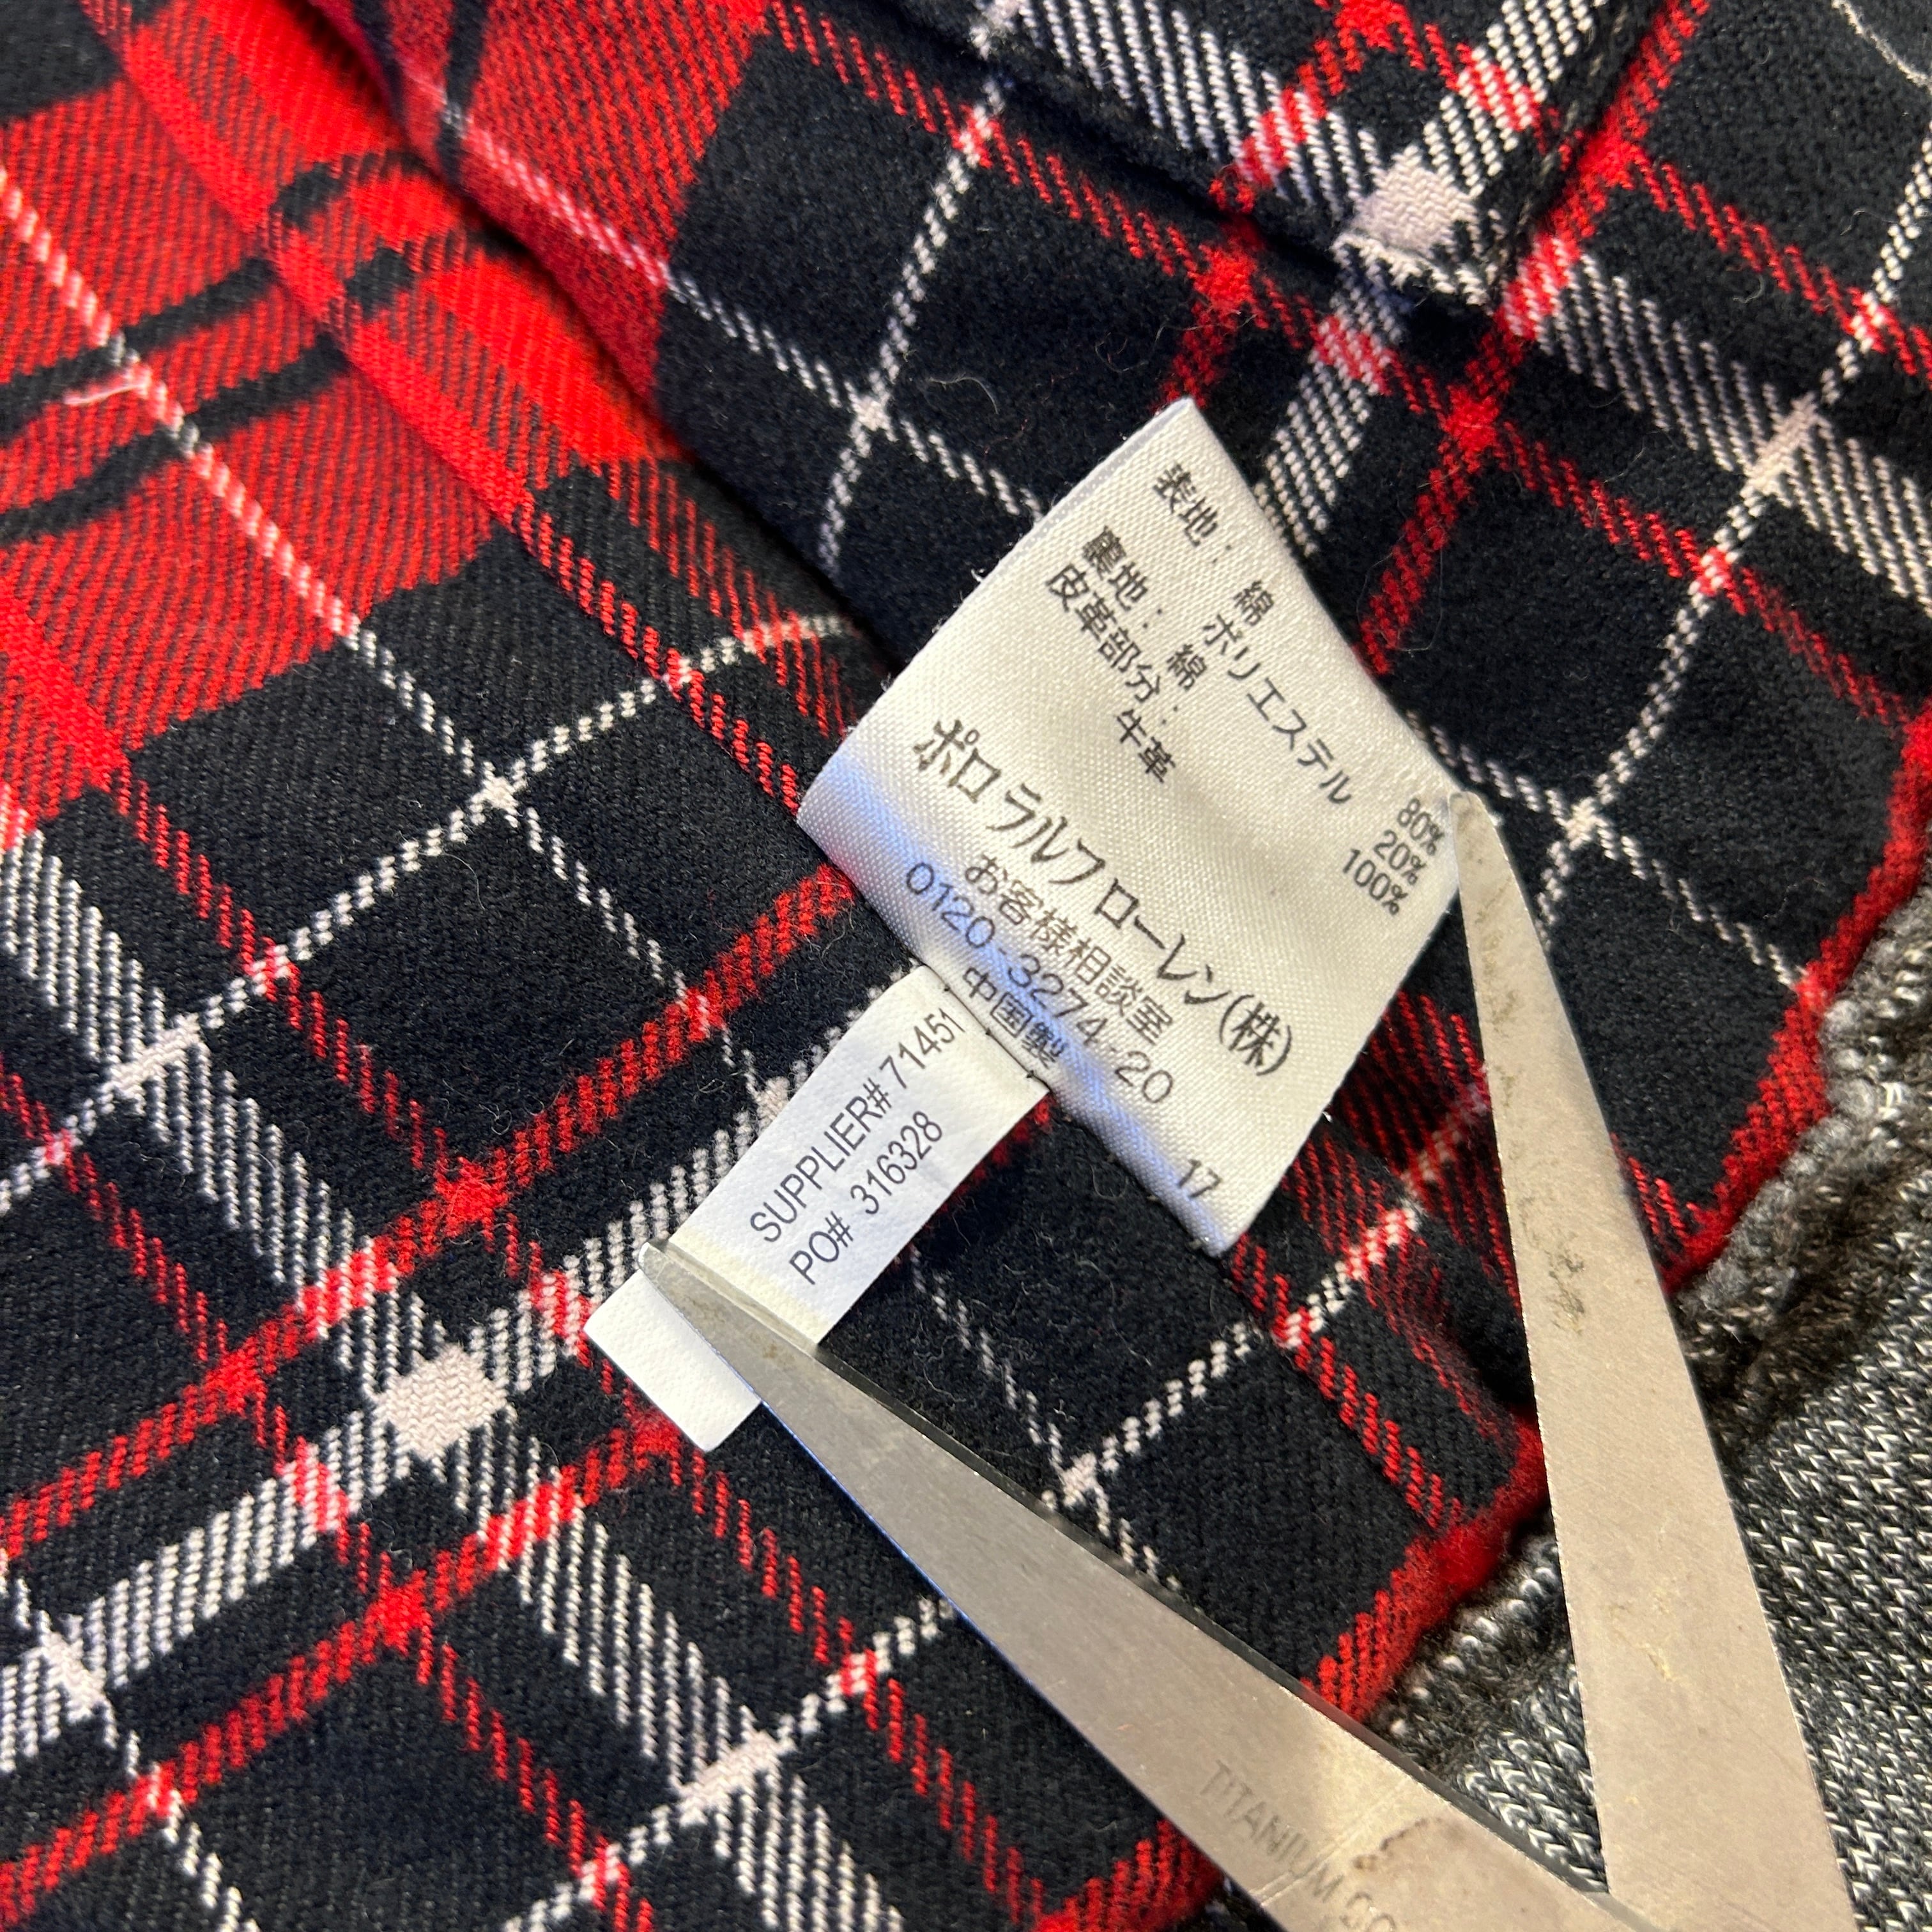 装地： 綿 80%
ポリエステル 20%
裏地： 綿 100%
皮革部分： 牛革
ポロ ラルフ ローレン（株）
お客様相談室
0120-3274-20
中国製
17
SUPPLIER# 71451
PO# 316328
TITANIUM